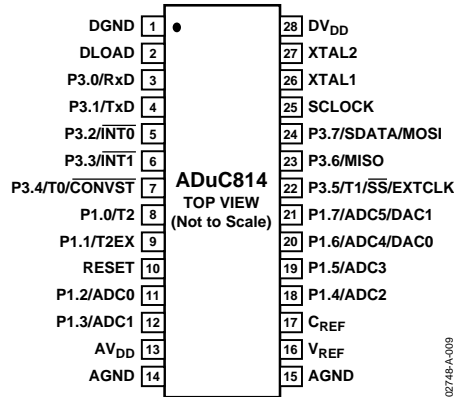 DGND 1
DLOAD 2
P3.0/RxD 3
P3.1/TxD 4
P3.2/INT0 5
P3.3/INT1 6
P3.4/T0/CONVST 7
P1.0/T2 8
P1.1/T2EX 9
RESET 10
P1.2/ADC0 11
P1.3/ADC1 12
AVDD 13
AGND 14
ADuC814
TOP VIEW
(Not to Scale)
28 DVDD
27 XTAL2
26 XTAL1
25 SCLOCK
24 P3.7/SDATA/MOSI
23 P3.6/MISO
22 P3.5/T1/SS/EXTCLK
21 P1.7/ADC5/DAC1
20 P1.6/ADC4/DAC0
19 P1.5/ADC3
18 P1.4/ADC2
17 CREF
16 VREF
15 AGND
02748-A-009